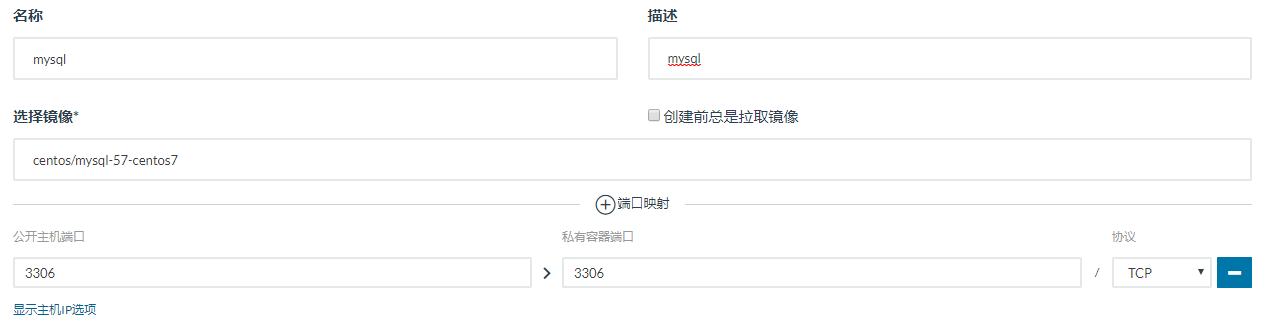 名称 描述
mysql mysql
选择镜像* 创建前总是拉取镜像
centos/mysql-57-centos7
端口映射
公开主机端口 私有容器端口 协议
3306 3306 / TCP
显示主机IP选项